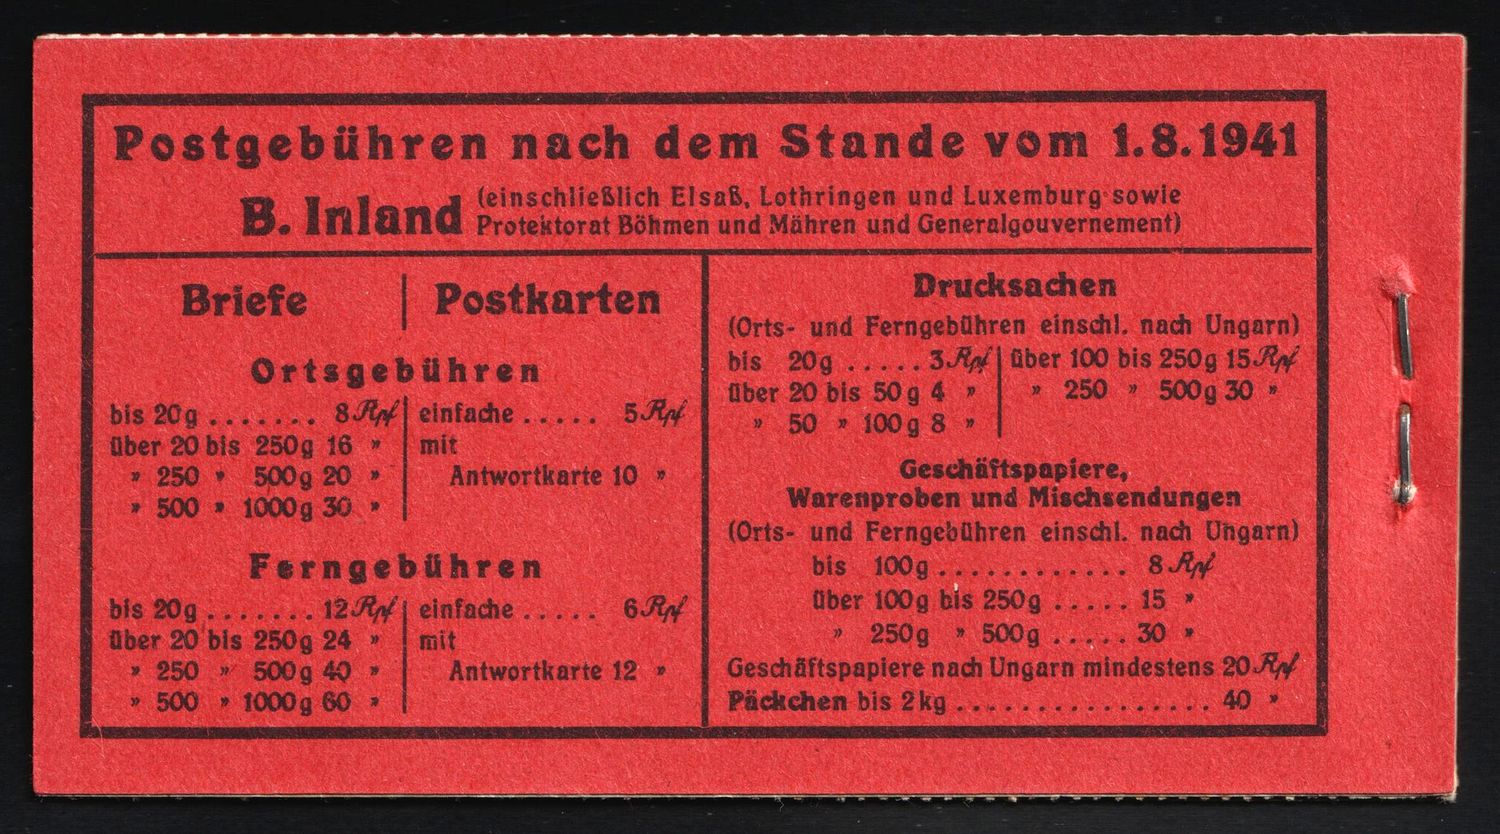 Postgebühren nach dem Stande vom 1.8.1941
B. Inland (einschließlich Elsaß, Lothringen und Luxemburg sowie
Protektorat Böhmen und Mähren und Generalgouvernement)
Briefe | Postkarten
Ortsgebühren
bis 20g ....... 8 Rpf
über 20 bis 250g 16 "
" 250 " 500g 20 "
" 500 " 1000g 30 "
einfache ..... 5 Rpf
mit
Antwortkarte 10 "
Ferngebühren
bis 20g ....... 12 Rpf
über 20 bis 250g 24 "
" 250 " 500g 40 "
" 500 " 1000g 60 "
einfache ..... 6 Rpf
mit
Antwortkarte 12 "
Drucksachen
(Orts- und Ferngebühren einschl. nach Ungarn)
bis 20g ..... 3 Rpf
über 20 bis 50g 4 "
" 50 " 100g 8 "
über 100 bis 250g 15 Rpf
" 250 " 500g 30 "
Geschäftspapiere,
Warenproben und Mischsendungen
(Orts- und Ferngebühren einschl. nach Ungarn)
bis 100g ............ 8 Rpf
über 100g bis 250g ..... 15 "
" 250g " 500g ..... 30 "
Geschäftspapiere nach Ungarn mindestens 20 Rpf
Päckchen bis 2kg ................ 40 "